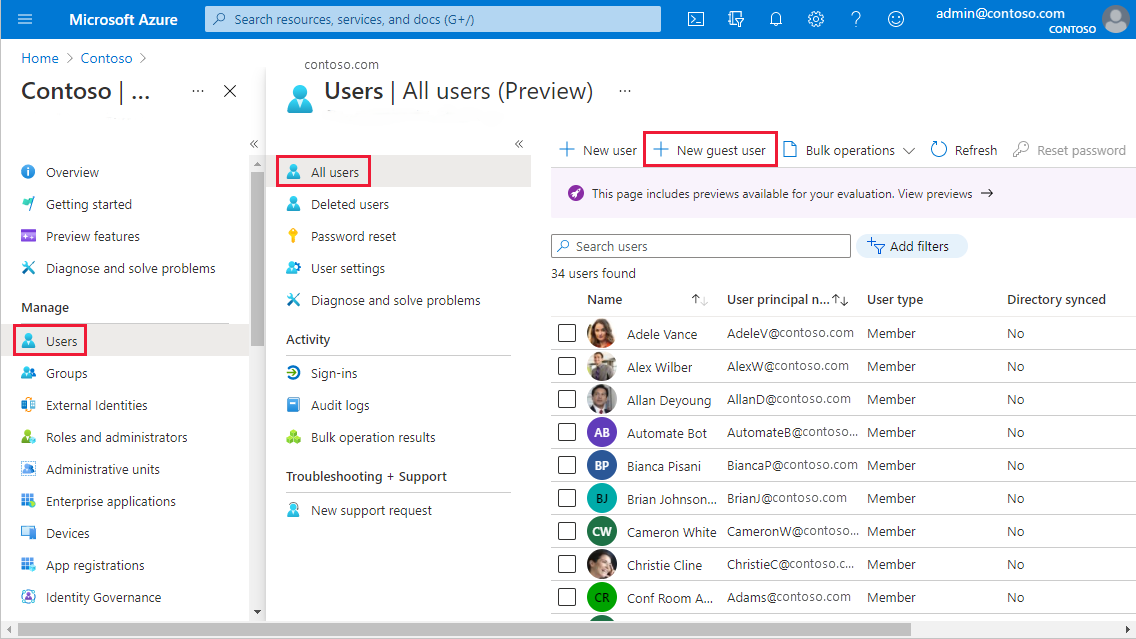 Microsoft Azure
Search resources, services, and docs (G+/)
admin@contoso.com
CONTOSO
Home > Contoso >
Contoso | ...
contoso.com
Users | All users (Preview) ...
Overview
Getting started
Preview features
Diagnose and solve problems
Manage
Users
Groups
External Identities
Roles and administrators
Administrative units
Enterprise applications
Devices
App registrations
Identity Governance
All users
Deleted users
Password reset
User settings
Diagnose and solve problems
Activity
Sign-ins
Audit logs
Bulk operation results
Troubleshooting + Support
New support request
New user New guest user Bulk operations Refresh Reset password
This page includes previews available for your evaluation. View previews →
Search users Add filters
34 users found
Name User principal n... User type Directory synced
Adele Vance AdeleV@contoso.com Member No
Alex Wilber AlexW@contoso.com Member No
Allan Deyoung AllanD@contoso.com Member No
AB Automate Bot AutomateB@contoso... Member No
BP Bianca Pisani BiancaP@contoso.com Member No
BJ Brian Johnson... BrianJ@contoso.com Member No
CW Cameron White CameronW@contoso... Member No
Christie Cline ChristieC@contoso.c... Member No
CR Conf Room A... Adams@contoso.com Member No